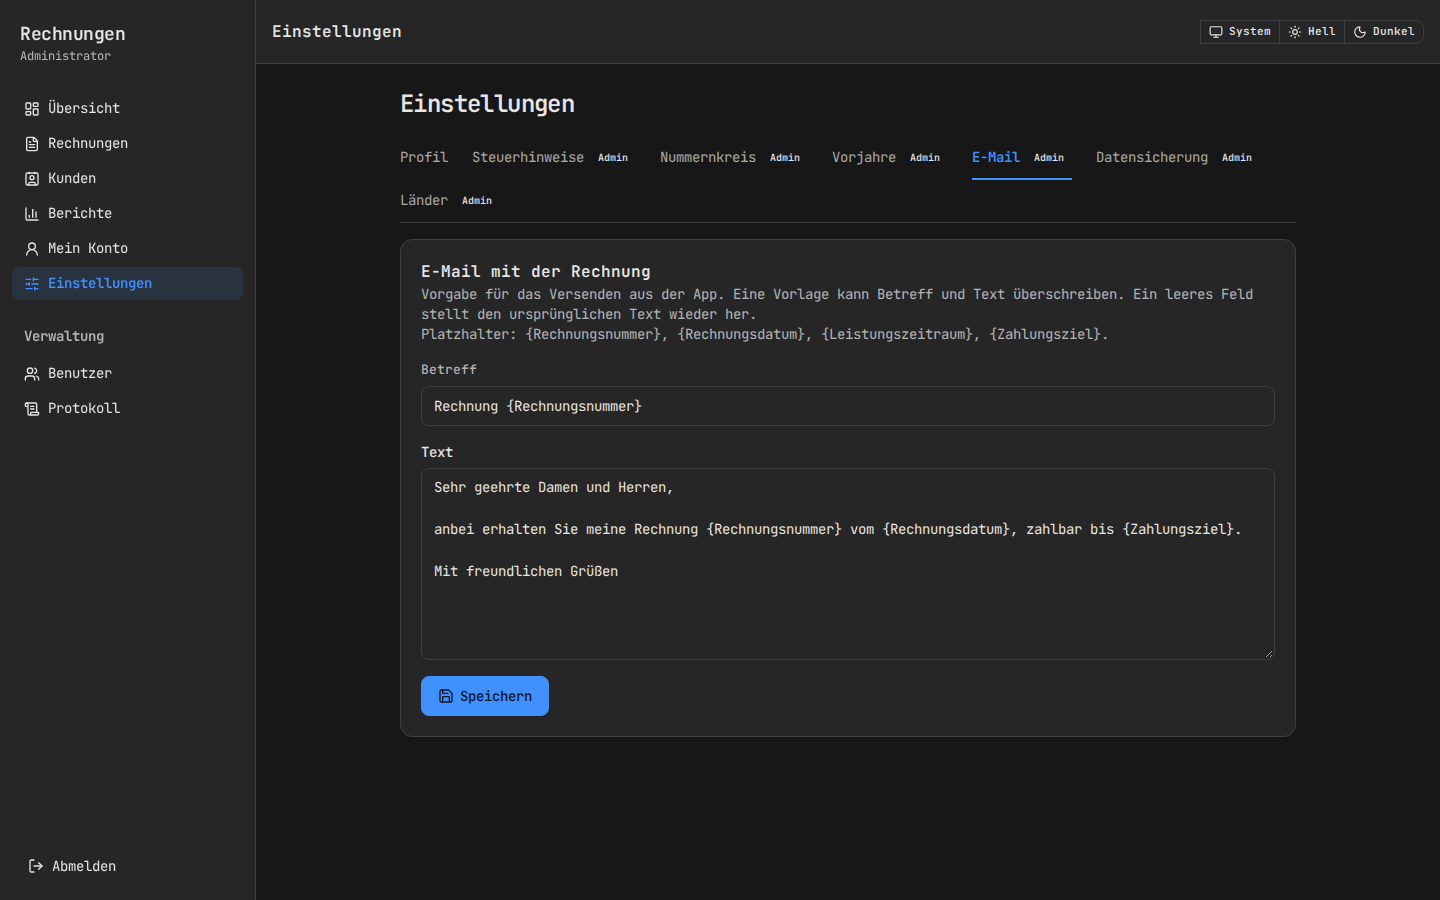 Rechnungen
Administrator
Übersicht
Rechnungen
Kunden
Berichte
Mein Konto
Einstellungen
Verwaltung
Benutzer
Protokoll
Abmelden
Einstellungen
System Hell Dunkel
Einstellungen
Profil Steuerhinweise Admin Nummernkreis Admin Vorjahre Admin E-Mail Admin Datensicherung Admin
Länder Admin
E-Mail mit der Rechnung
Vorgabe für das Versenden aus der App. Eine Vorlage kann Betreff und Text überschreiben. Ein leeres Feld
stellt den ursprünglichen Text wieder her.
Platzhalter: {Rechnungsnummer}, {Rechnungsdatum}, {Leistungszeitraum}, {Zahlungsziel}.
Betreff
Rechnung {Rechnungsnummer}
Text
Sehr geehrte Damen und Herren,
anbei erhalten Sie meine Rechnung {Rechnungsnummer} vom {Rechnungsdatum}, zahlbar bis {Zahlungsziel}.
Mit freundlichen Grüßen
Speichern